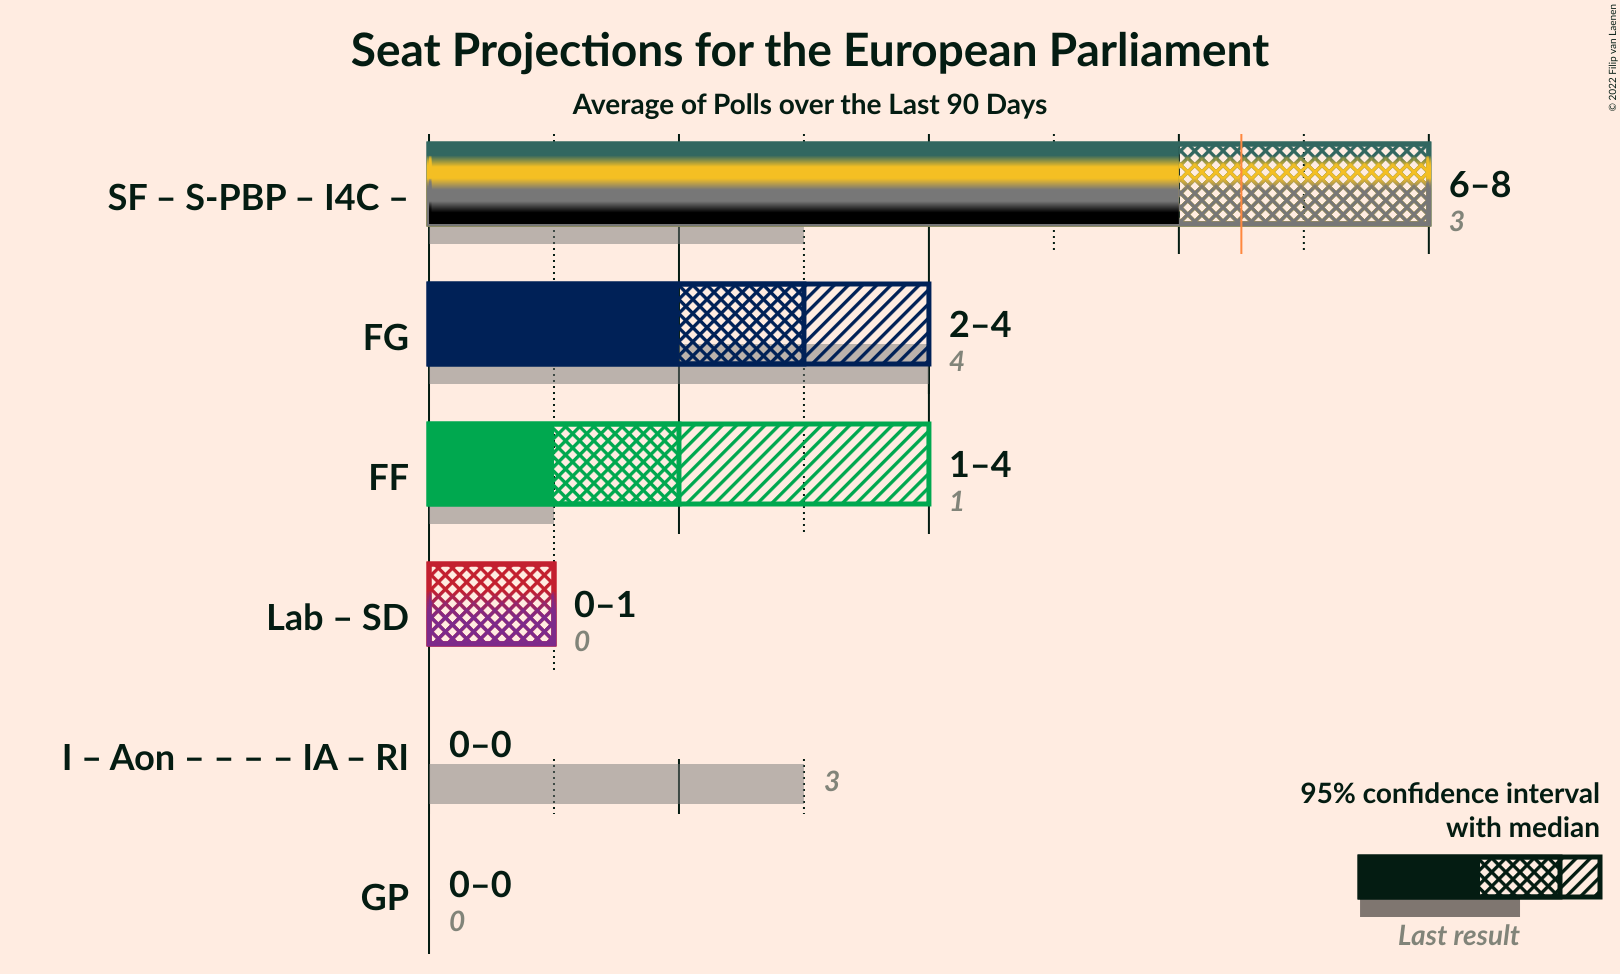 Seat Projections for the European Parliament
Average of Polls over the Last 90 Days
© 2022 Filip van Laenen
SF – S-PBP – I4C –
6–8
3
FG
2–4
4
FF
1–4
1
Lab – SD
0–1
0
I – Aon – – – – IA – RI
0–0
3
GP
0–0
0
95% confidence interval
with median
Last result